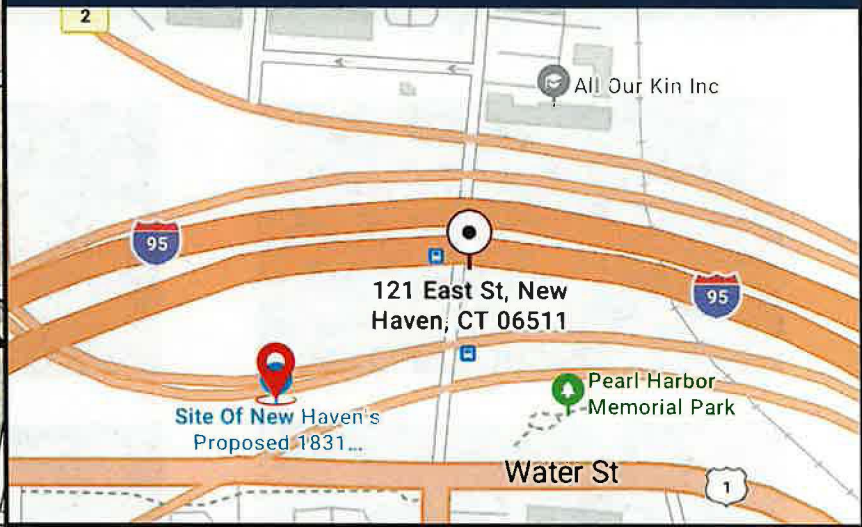 2
All Our Kin Inc
95
121 East St, New
Haven, CT 06511
95
Pearl Harbor
Memorial Park
Site Of New Haven's
Proposed 1831...
Water St
1